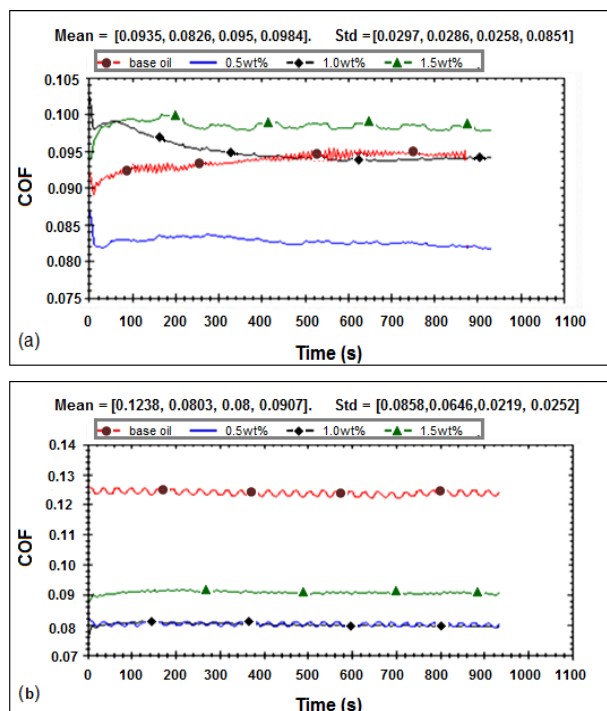 Mean = [0.0935, 0.0826, 0.095, 0.0984]. Std =[0.0297, 0.0286, 0.0258, 0.0851]
base oil 0.5wt% 1.0wt% 1.5wt%
0.105
0.100
0.095
0.090
0.085
0.080
0.075
COF
0 100 200 300 400 500 600 700 800 900 1000 1100
Time (s)
(a)
Mean = [0.1238, 0.0803, 0.08, 0.0907]. Std = [0.0858,0.0646,0.0219, 0.0252]
base oil 0.5wt% 1.0wt% 1.5wt%
0.14
0.13
0.12
0.11
0.10
0.09
0.08
0.07
COF
0 100 200 300 400 500 600 700 800 900 1000 1100
Time (s)
(b)